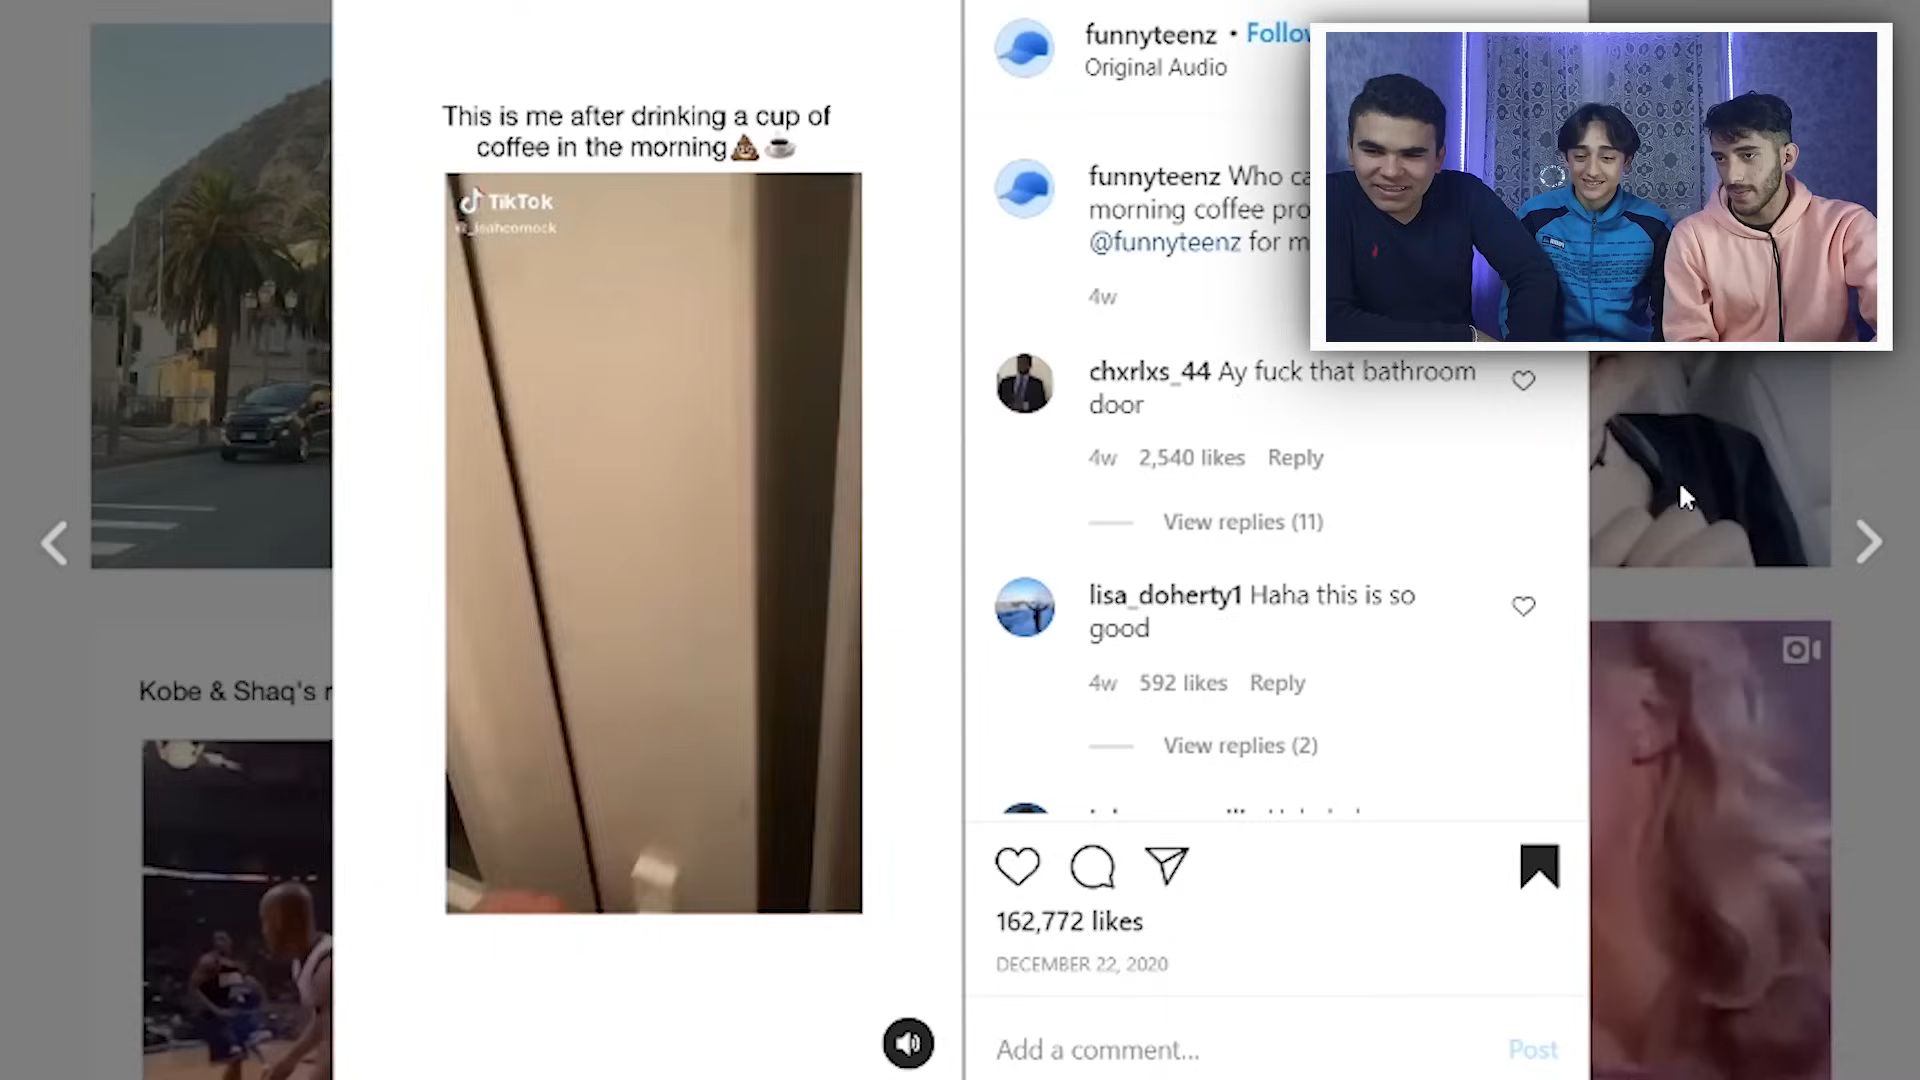 This is me after drinking a cup of
coffee in the morning💩☕
TikTok
funnyteenz • Follow
Original Audio
funnyteenz Who ca
morning coffee pro
@funnyteenz for m
4w
chxrlxs_44 Ay fuck that bathroom
door
4w 2,540 likes Reply
View replies (11)
lisa_doherty1 Haha this is so
good
4w 592 likes Reply
View replies (2)
162,772 likes
DECEMBER 22, 2020
Add a comment...
Post
Kobe & Shaq's r